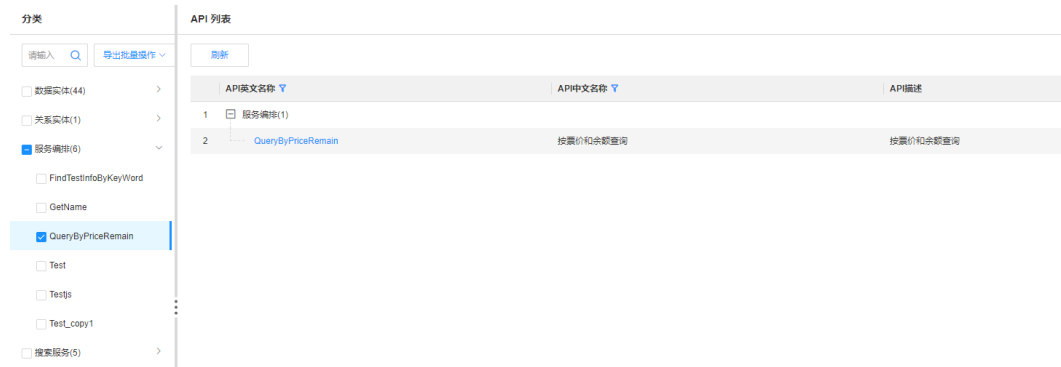 分类
请输入 导出批量操作
数据实体(44)
关系实体(1)
服务编排(6)
FindTestInfoByKeyWord
GetName
QueryByPriceRemain
Test
Testjs
Test_copy1
搜索服务(5)
API 列表
刷新
API英文名称 API中文名称 API描述
1 服务编排(1)
2 QueryByPriceRemain 按票价和余额查询 按票价和余额查询